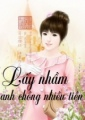 Lấy nhầm
anh chồng nhiều tiền